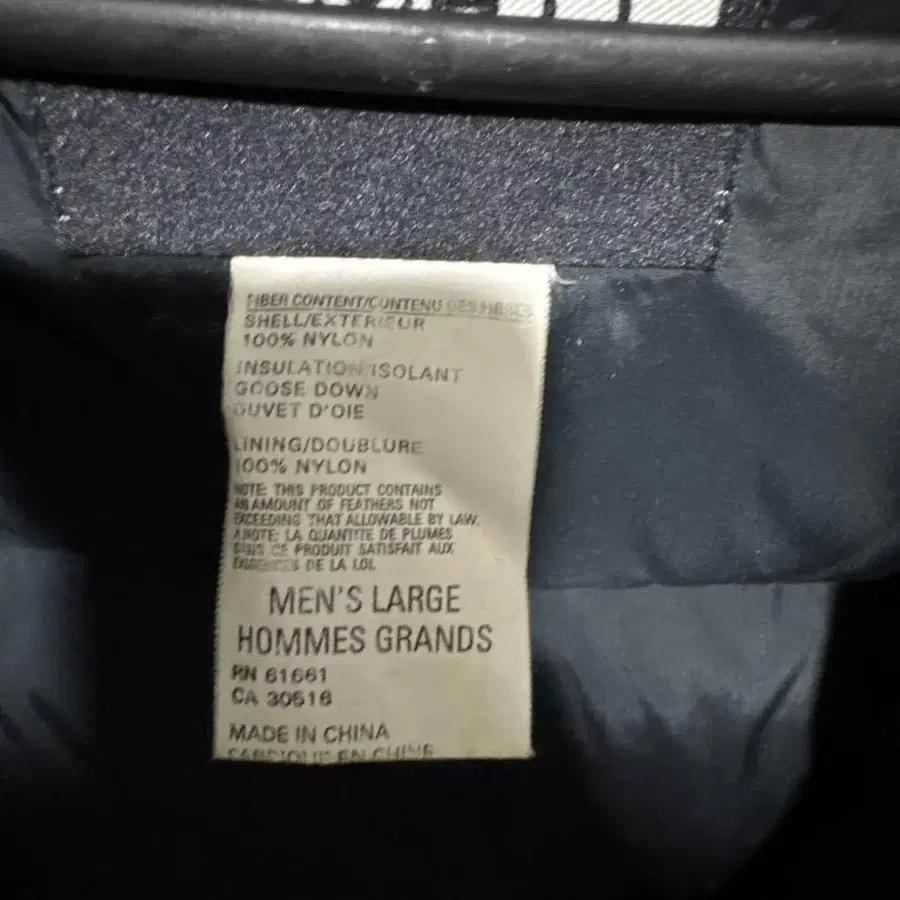 FIBER CONTENT/CONTENU DES FIBRES
SHELL/EXTERIEUR
100% NYLON
INSULATION/ISOLANT
GOOSE DOWN
DUVET D'OIE
LINING/DOUBLURE
100% NYLON
NOTE: THIS PRODUCT CONTAINS
AN AMOUNT OF FEATHERS NOT
EXCEEDING THAT ALLOWABLE BY LAW.
A NOTE: LA QUANTITE DE PLUMES
DANS CE PRODUIT SATISFAIT AUX
EXIGENCES DE LA LOI.
MEN'S LARGE
HOMMES GRANDS
RN 61661
CA 30516
MADE IN CHINA
FABRIQUE EN CHINE